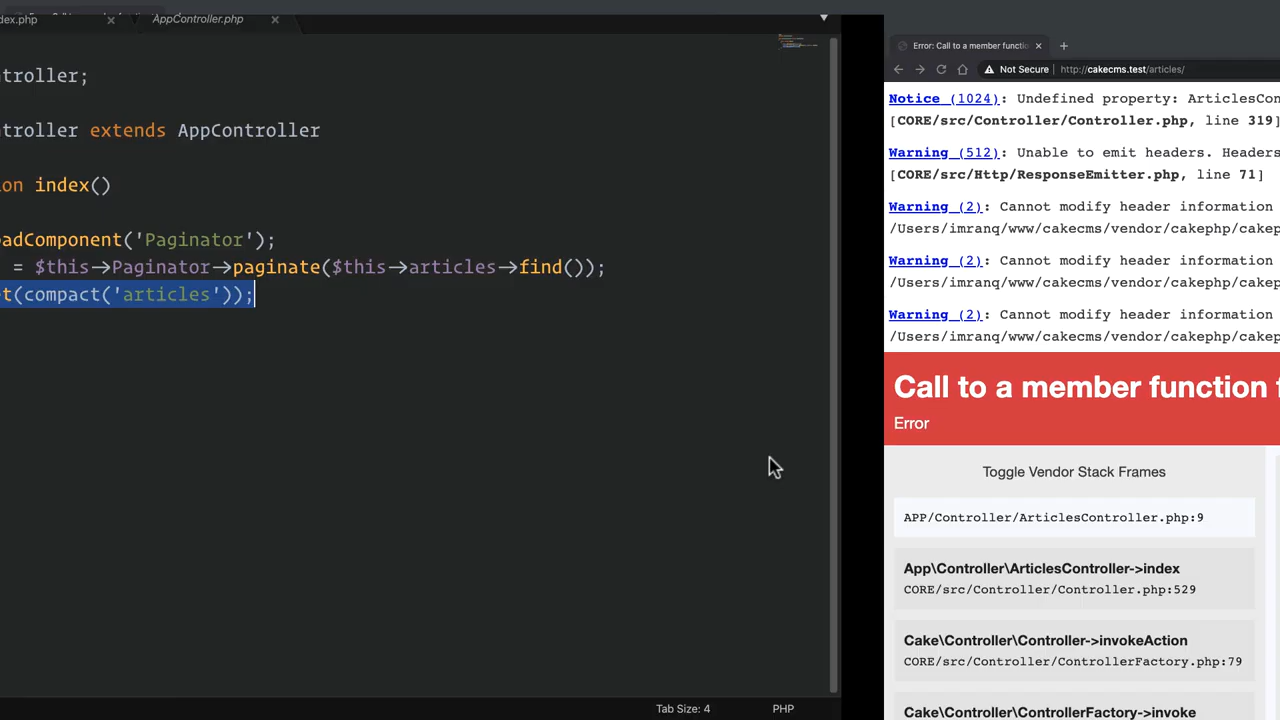 dex.php
AppController.php
ntroller;
ntroller extends AppController
on index()
oadComponent('Paginator');
= $this->Paginator->paginate($this->articles->find());
t(compact('articles'));
Tab Size: 4
PHP
Error: Call to a member functio
Not Secure
http://cakecms.test/articles/
Notice (1024): Undefined property: ArticlesCon
[CORE/src/Controller/Controller.php, line 319]
Warning (512): Unable to emit headers. Headers
[CORE/src/Http/ResponseEmitter.php, line 71]
Warning (2): Cannot modify header information
/Users/imranq/www/cakecms/vendor/cakephp/cakep
Warning (2): Cannot modify header information
/Users/imranq/www/cakecms/vendor/cakephp/cakep
Warning (2): Cannot modify header information
/Users/imranq/www/cakecms/vendor/cakephp/cakep
Call to a member function f
Error
Toggle Vendor Stack Frames
APP/Controller/ArticlesController.php:9
App\Controller\ArticlesController->index
CORE/src/Controller/Controller.php:529
Cake\Controller\Controller->invokeAction
CORE/src/Controller/ControllerFactory.php:79
Cake\Controller\ControllerFactory->invoke